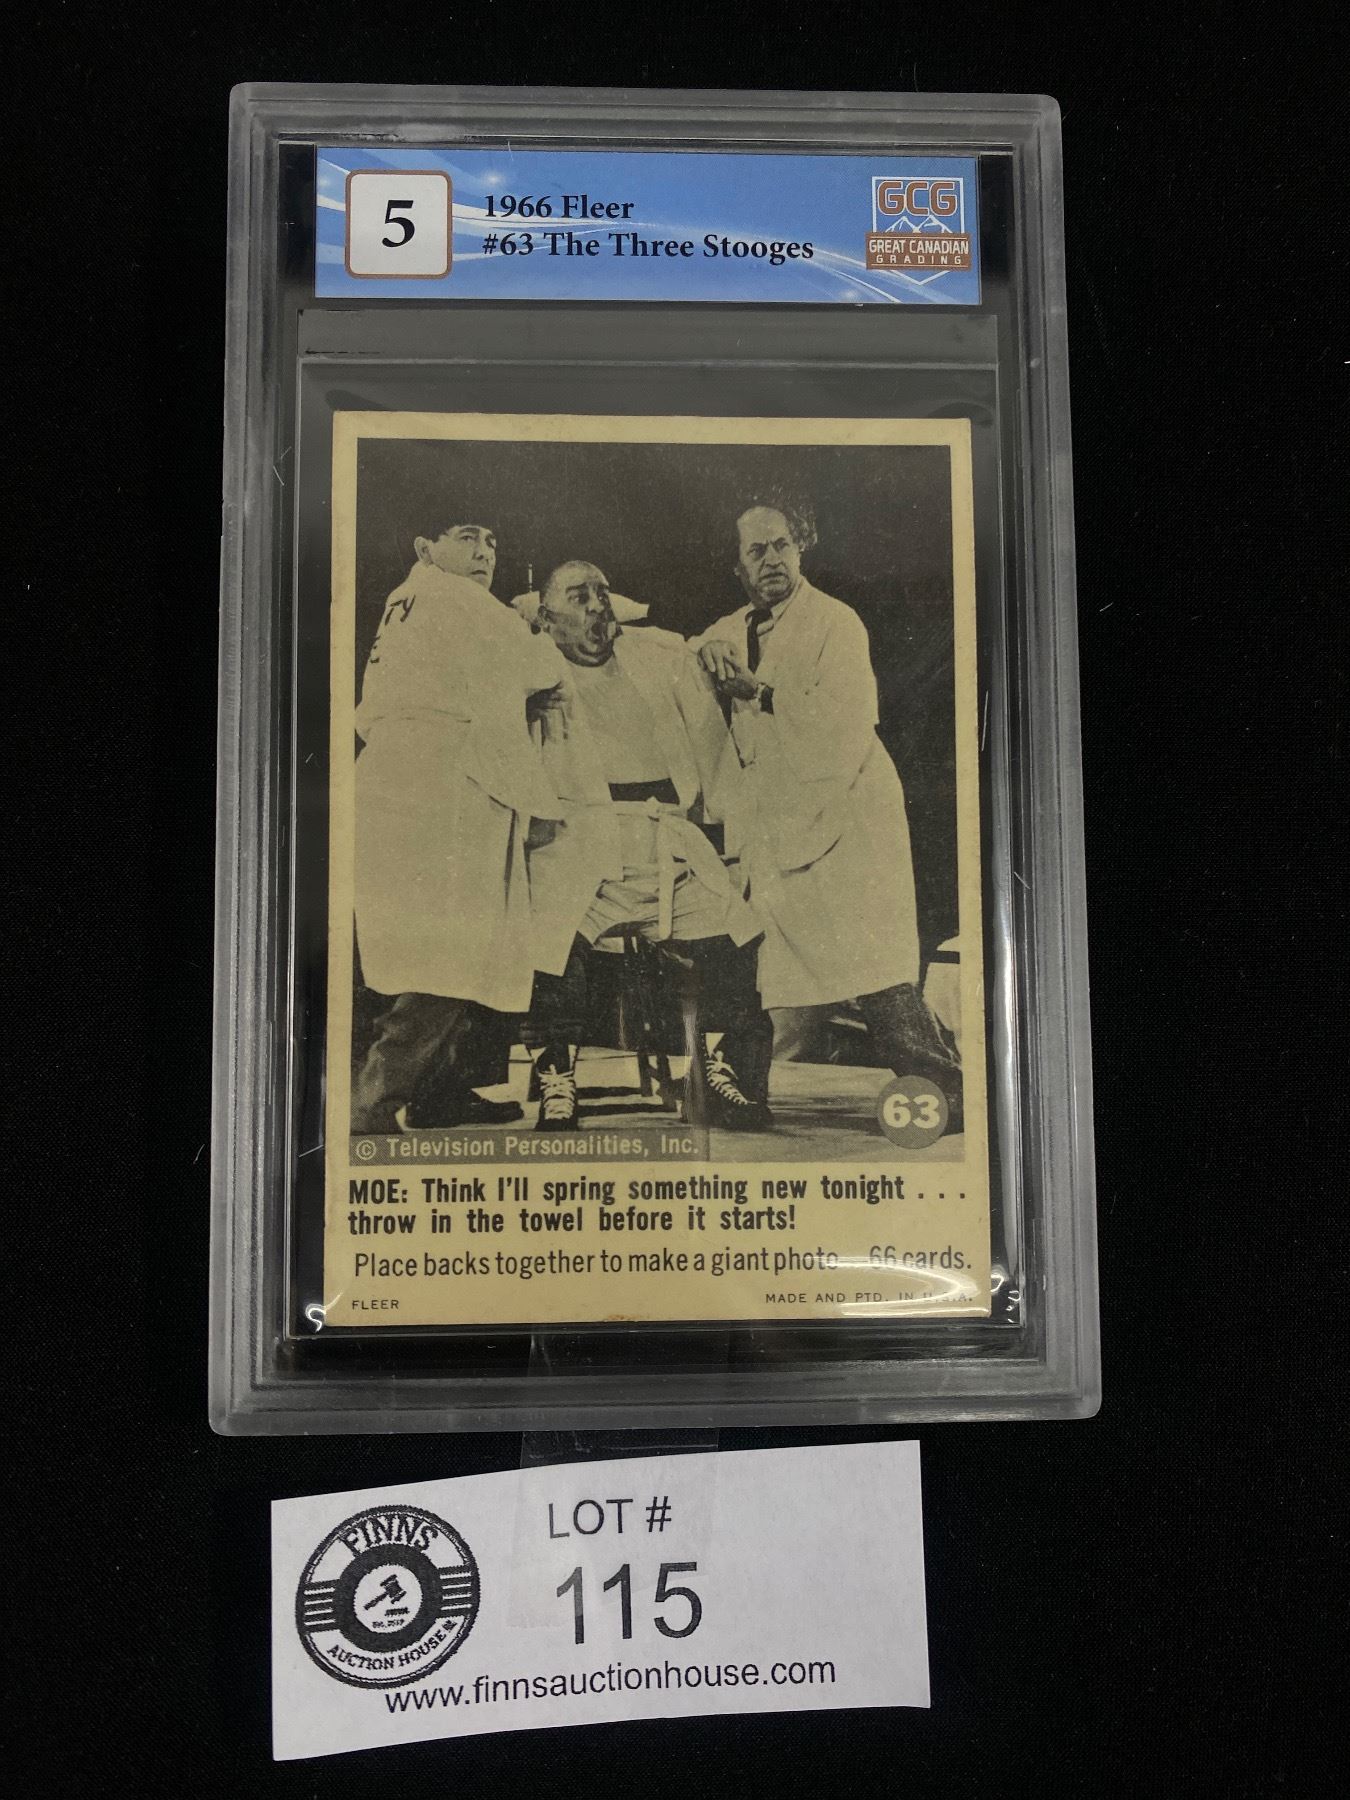 5
1966 Fleer
#63 The Three Stooges
GCG
GREAT CANADIAN
GRADING
TY
E
63
© Television Personalities, Inc.
MOE: Think I'll spring something new tonight . . .
throw in the towel before it starts!
Place backs together to make a giant photo 66 cards.
FLEER
MADE AND PTD. IN U.S.A.
FINNS
AUCTION HOUSE
LOT #
115
www.finnsauctionhouse.com